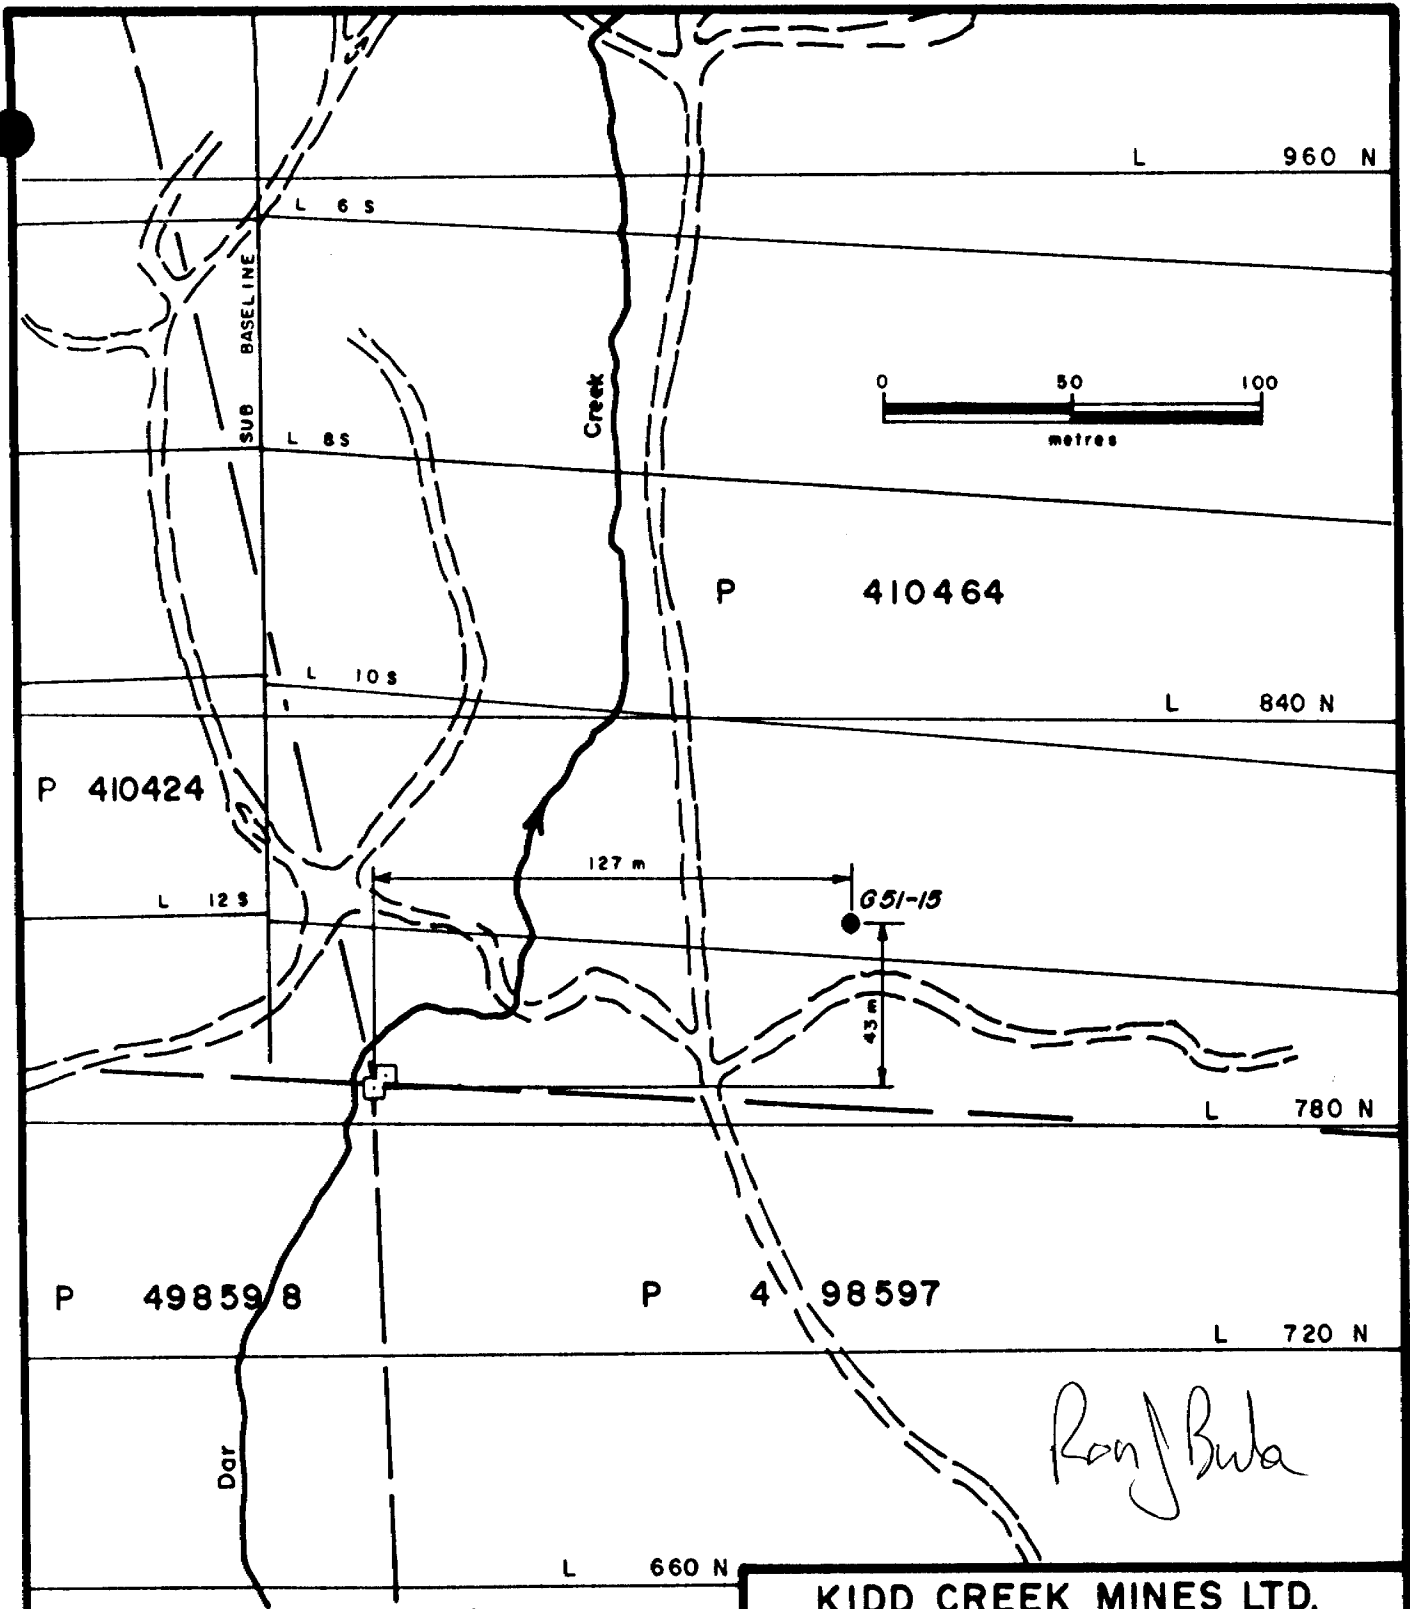 L 960 N
L 6 S
SUB BASELINE
0 50 100
metres
Creek
L 8 S
P 410464
L 10 S
L 840 N
P 410424
127 m
G51-15
L 12 S
43 m
L 780 N
P 498598
P 498597
L 720 N
Dar
L 660 N
KIDD CREEK MINES LTD.